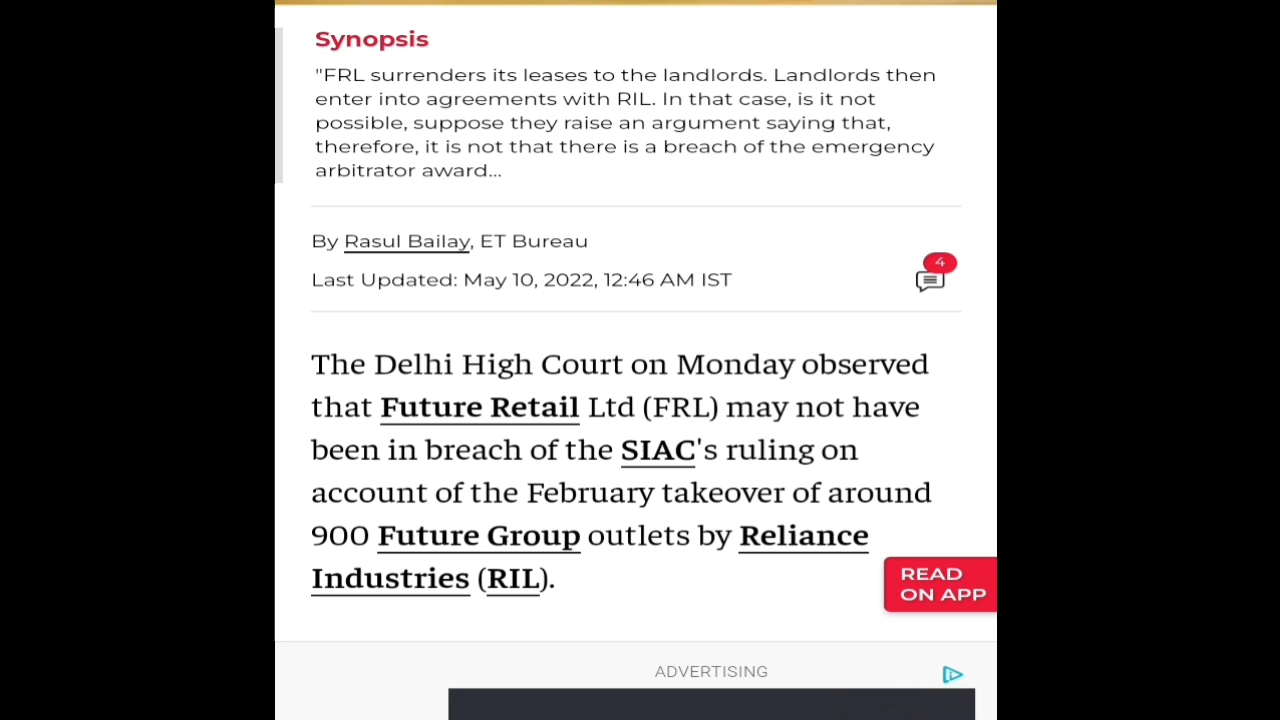 Synopsis
"FRL surrenders its leases to the landlords. Landlords then
enter into agreements with RIL. In that case, is it not
possible, suppose they raise an argument saying that,
therefore, it is not that there is a breach of the emergency
arbitrator award...
By Rasul Bailay, ET Bureau
4
Last Updated: May 10, 2022, 12:46 AM IST
The Delhi High Court on Monday observed
that Future Retail Ltd (FRL) may not have
been in breach of the SIAC's ruling on
account of the February takeover of around
900 Future Group outlets by Reliance
Industries (RIL).
READ
ON APP
ADVERTISING